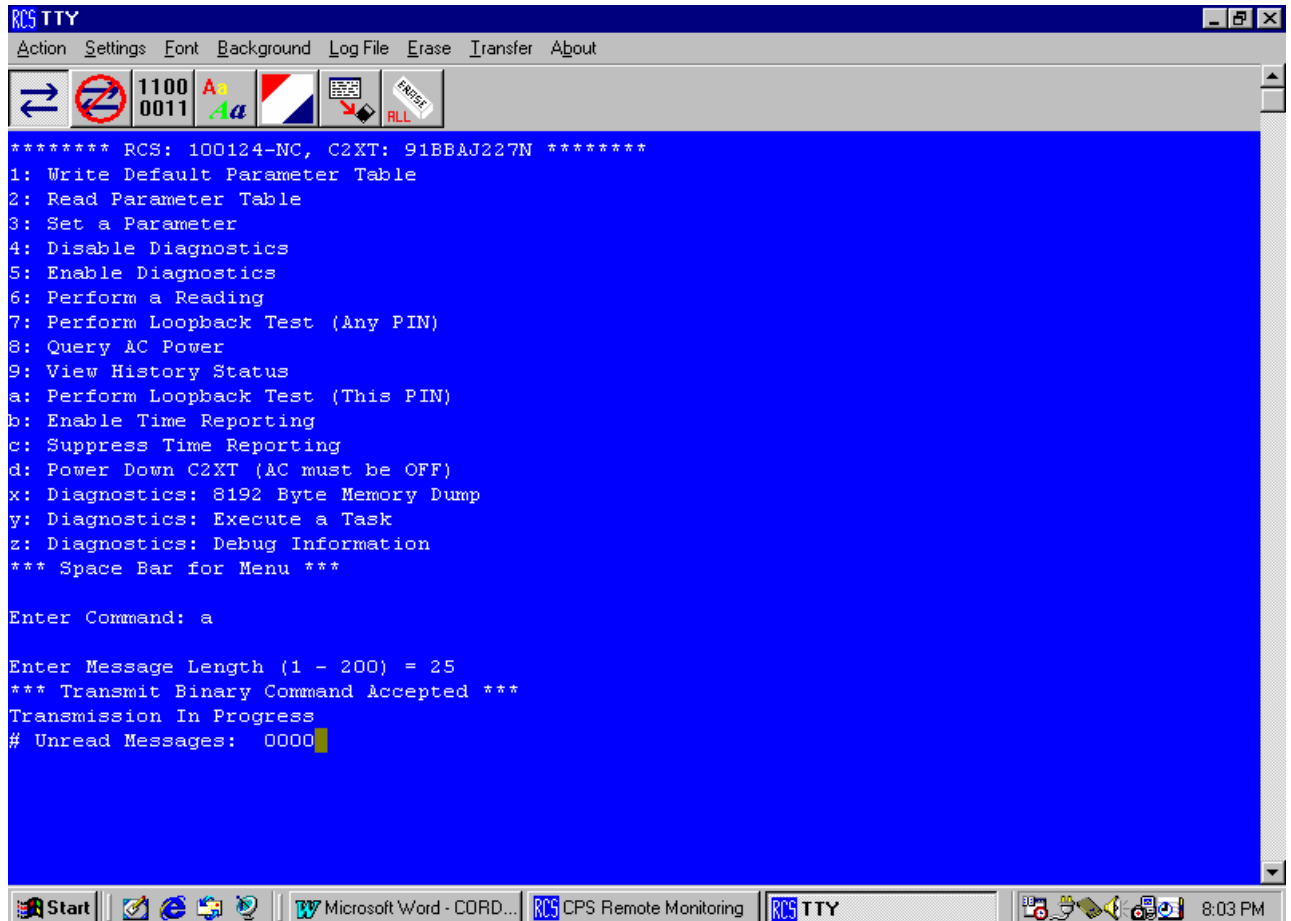 RCS TTY
Action Settings Font Background Log File Erase Transfer About
1100 0011 Aa Aa ERASE ALL
******** RCS: 100124-NC, C2XT: 91BBAJ227N ********
1: Write Default Parameter Table
2: Read Parameter Table
3: Set a Parameter
4: Disable Diagnostics
5: Enable Diagnostics
6: Perform a Reading
7: Perform Loopback Test (Any PIN)
8: Query AC Power
9: View History Status
a: Perform Loopback Test (This PIN)
b: Enable Time Reporting
c: Suppress Time Reporting
d: Power Down C2XT (AC must be OFF)
x: Diagnostics: 8192 Byte Memory Dump
y: Diagnostics: Execute a Task
z: Diagnostics: Debug Information
*** Space Bar for Menu ***
Enter Command: a
Enter Message Length (1 - 200) = 25
*** Transmit Binary Command Accepted ***
Transmission In Progress
# Unread Messages:  0000
Start Microsoft Word - CORD... RCS CPS Remote Monitoring RCS TTY 8:03 PM